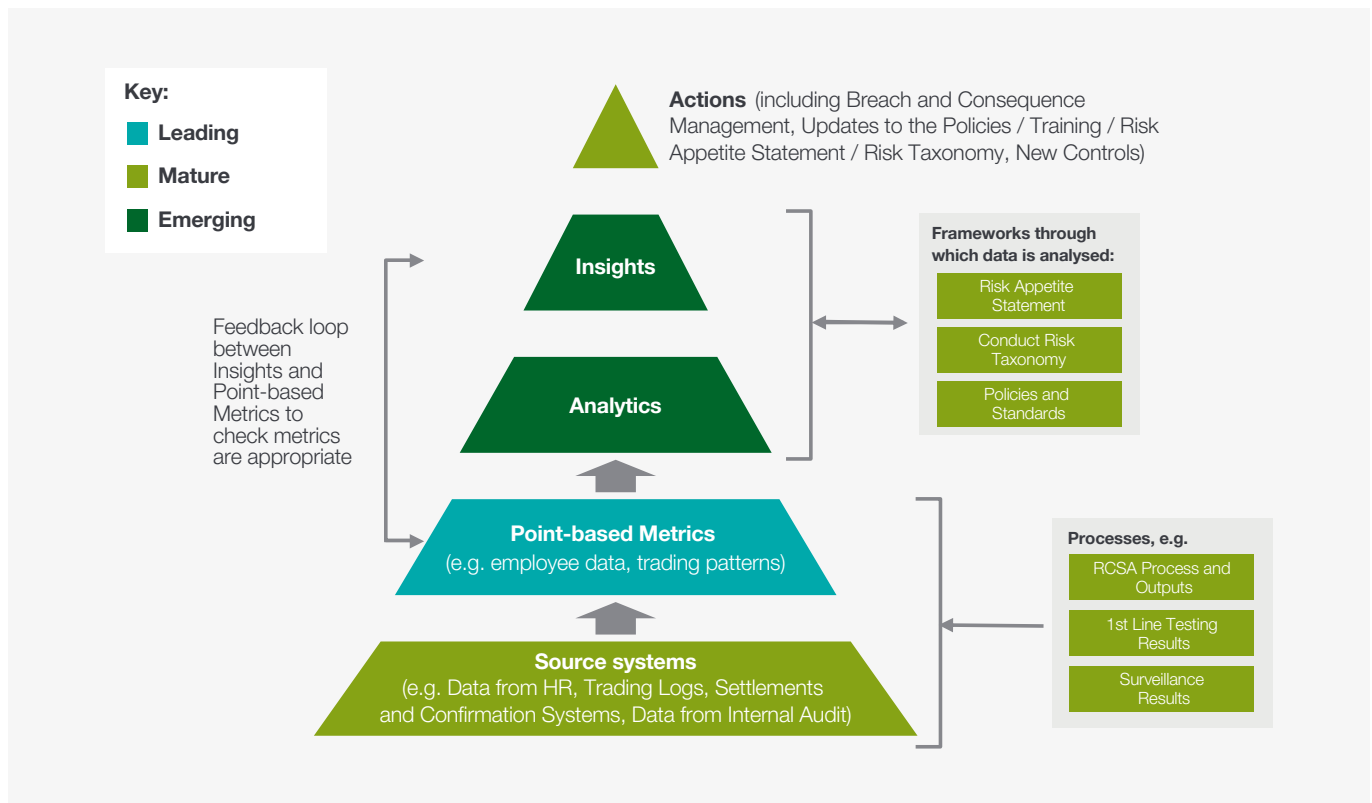 Key:
Leading
Mature
Emerging
Actions (including Breach and Consequence
Management, Updates to the Policies / Training / Risk
Appetite Statement / Risk Taxonomy, New Controls)
Insights
Analytics
Frameworks through
which data is analysed:
Risk Appetite
Statement
Conduct Risk
Taxonomy
Policies and
Standards
Feedback loop
between
Insights and
Point-based
Metrics to
check metrics
are appropriate
Point-based Metrics
(e.g. employee data, trading patterns)
Source systems
(e.g. Data from HR, Trading Logs, Settlements
and Confirmation Systems, Data from Internal Audit)
Processes, e.g.
RCSA Process and
Outputs
1st Line Testing
Results
Surveillance
Results